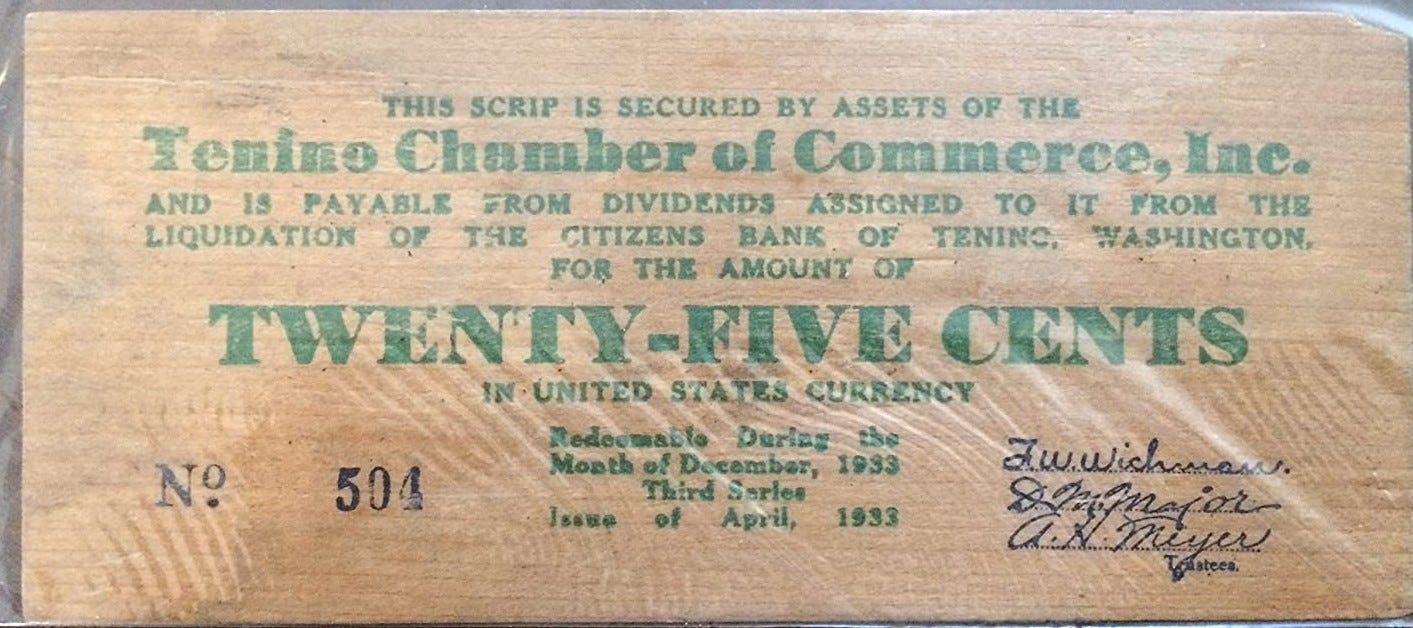 THIS SCRIP IS SECURED BY ASSETS OF THE
Tenino Chamber of Commerce, Inc.
AND IS PAYABLE FROM DIVIDENDS ASSIGNED TO IT FROM THE
LIQUIDATION OF THE CITIZENS BANK OF TENINO, WASHINGTON,
FOR THE AMOUNT OF
TWENTY-FIVE CENTS
IN UNITED STATES CURRENCY
Redeemable During the
Month of December, 1933
Third Series
Issue of April, 1933
No. 504
F.W. Wichman.
D M Major
A.H. Meyer
Trustees.